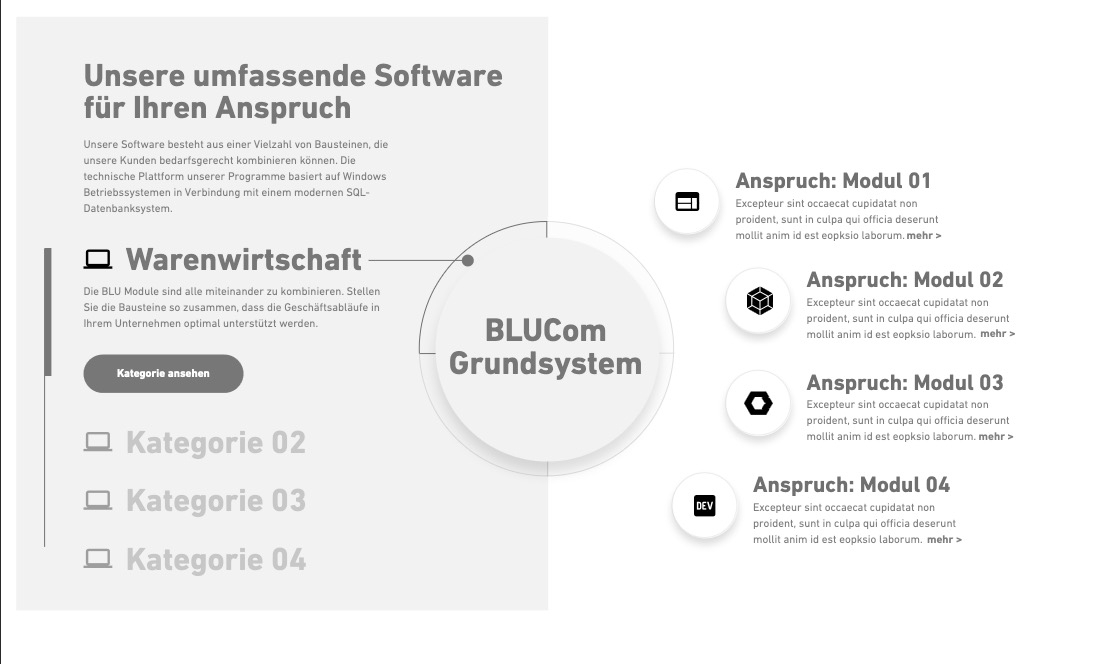 Unsere umfassende Software
für Ihren Anspruch
Unsere Software besteht aus einer Vielzahl von Bausteinen, die
unsere Kunden bedarfsgerecht kombinieren können. Die
technische Plattform unserer Programme basiert auf Windows
Betriebssystemen in Verbindung mit einem modernen SQL-
Datenbanksystem.
Warenwirtschaft
Die BLU Module sind alle miteinander zu kombinieren. Stellen
Sie die Bausteine so zusammen, dass die Geschäftsabläufe in
Ihrem Unternehmen optimal unterstützt werden.
Kategorie ansehen
Kategorie 02
Kategorie 03
Kategorie 04
BLUCom
Grundsystem
Anspruch: Modul 01
Excepteur sint occaecat cupidatat non
proident, sunt in culpa qui officia deserunt
mollit anim id est eopksio laborum. mehr >
Anspruch: Modul 02
Excepteur sint occaecat cupidatat non
proident, sunt in culpa qui officia deserunt
mollit anim id est eopksio laborum. mehr >
Anspruch: Modul 03
Excepteur sint occaecat cupidatat non
proident, sunt in culpa qui officia deserunt
mollit anim id est eopksio laborum. mehr >
DEV
Anspruch: Modul 04
Excepteur sint occaecat cupidatat non
proident, sunt in culpa qui officia deserunt
mollit anim id est eopksio laborum. mehr >